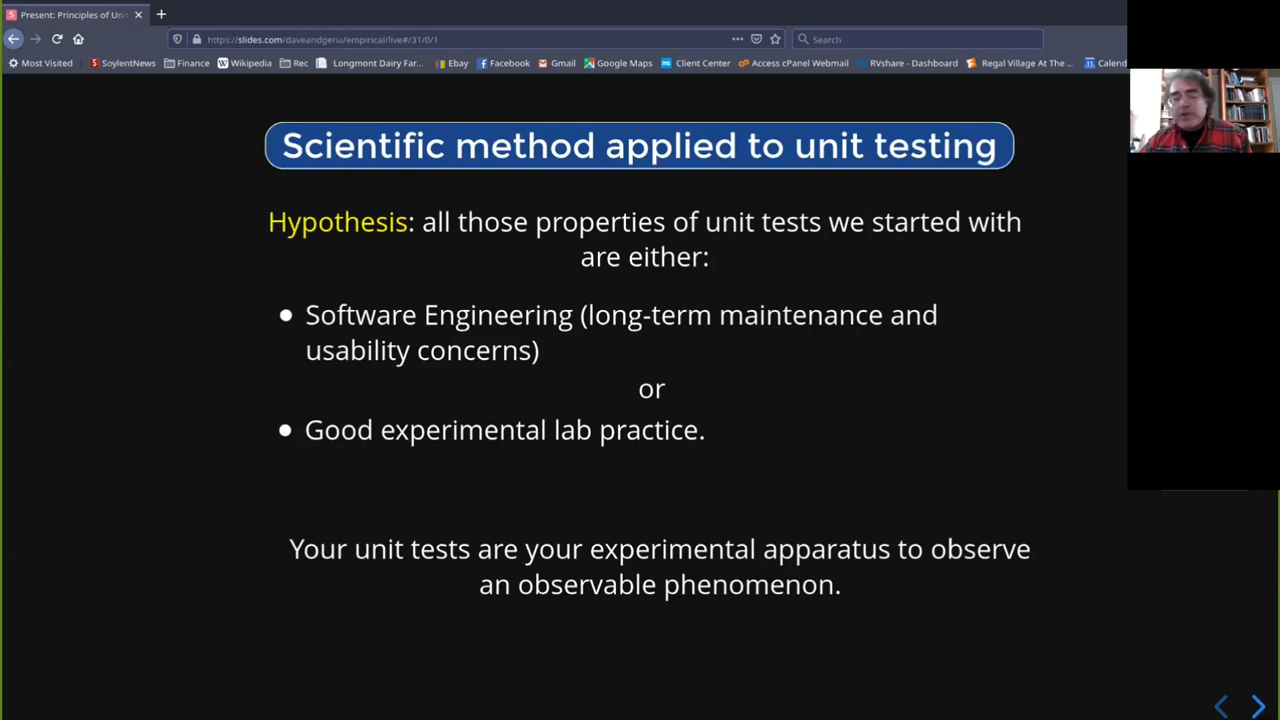 Present: Principles of Uni
https://slides.com/daveandgena/empirical/live#/31/0/1
Search
Most Visited
SoylentNews
Finance
Wikipedia
Rec
Longmont Dairy Far...
Ebay
Facebook
Gmail
Google Maps
Client Center
Access cPanel Webmail
RVshare - Dashboard
Regal Village At The ...
Calend
Scientific method applied to unit testing
Hypothesis: all those properties of unit tests we started with
are either:
Software Engineering (long-term maintenance and
usability concerns)
or
Good experimental lab practice.
Your unit tests are your experimental apparatus to observe
an observable phenomenon.